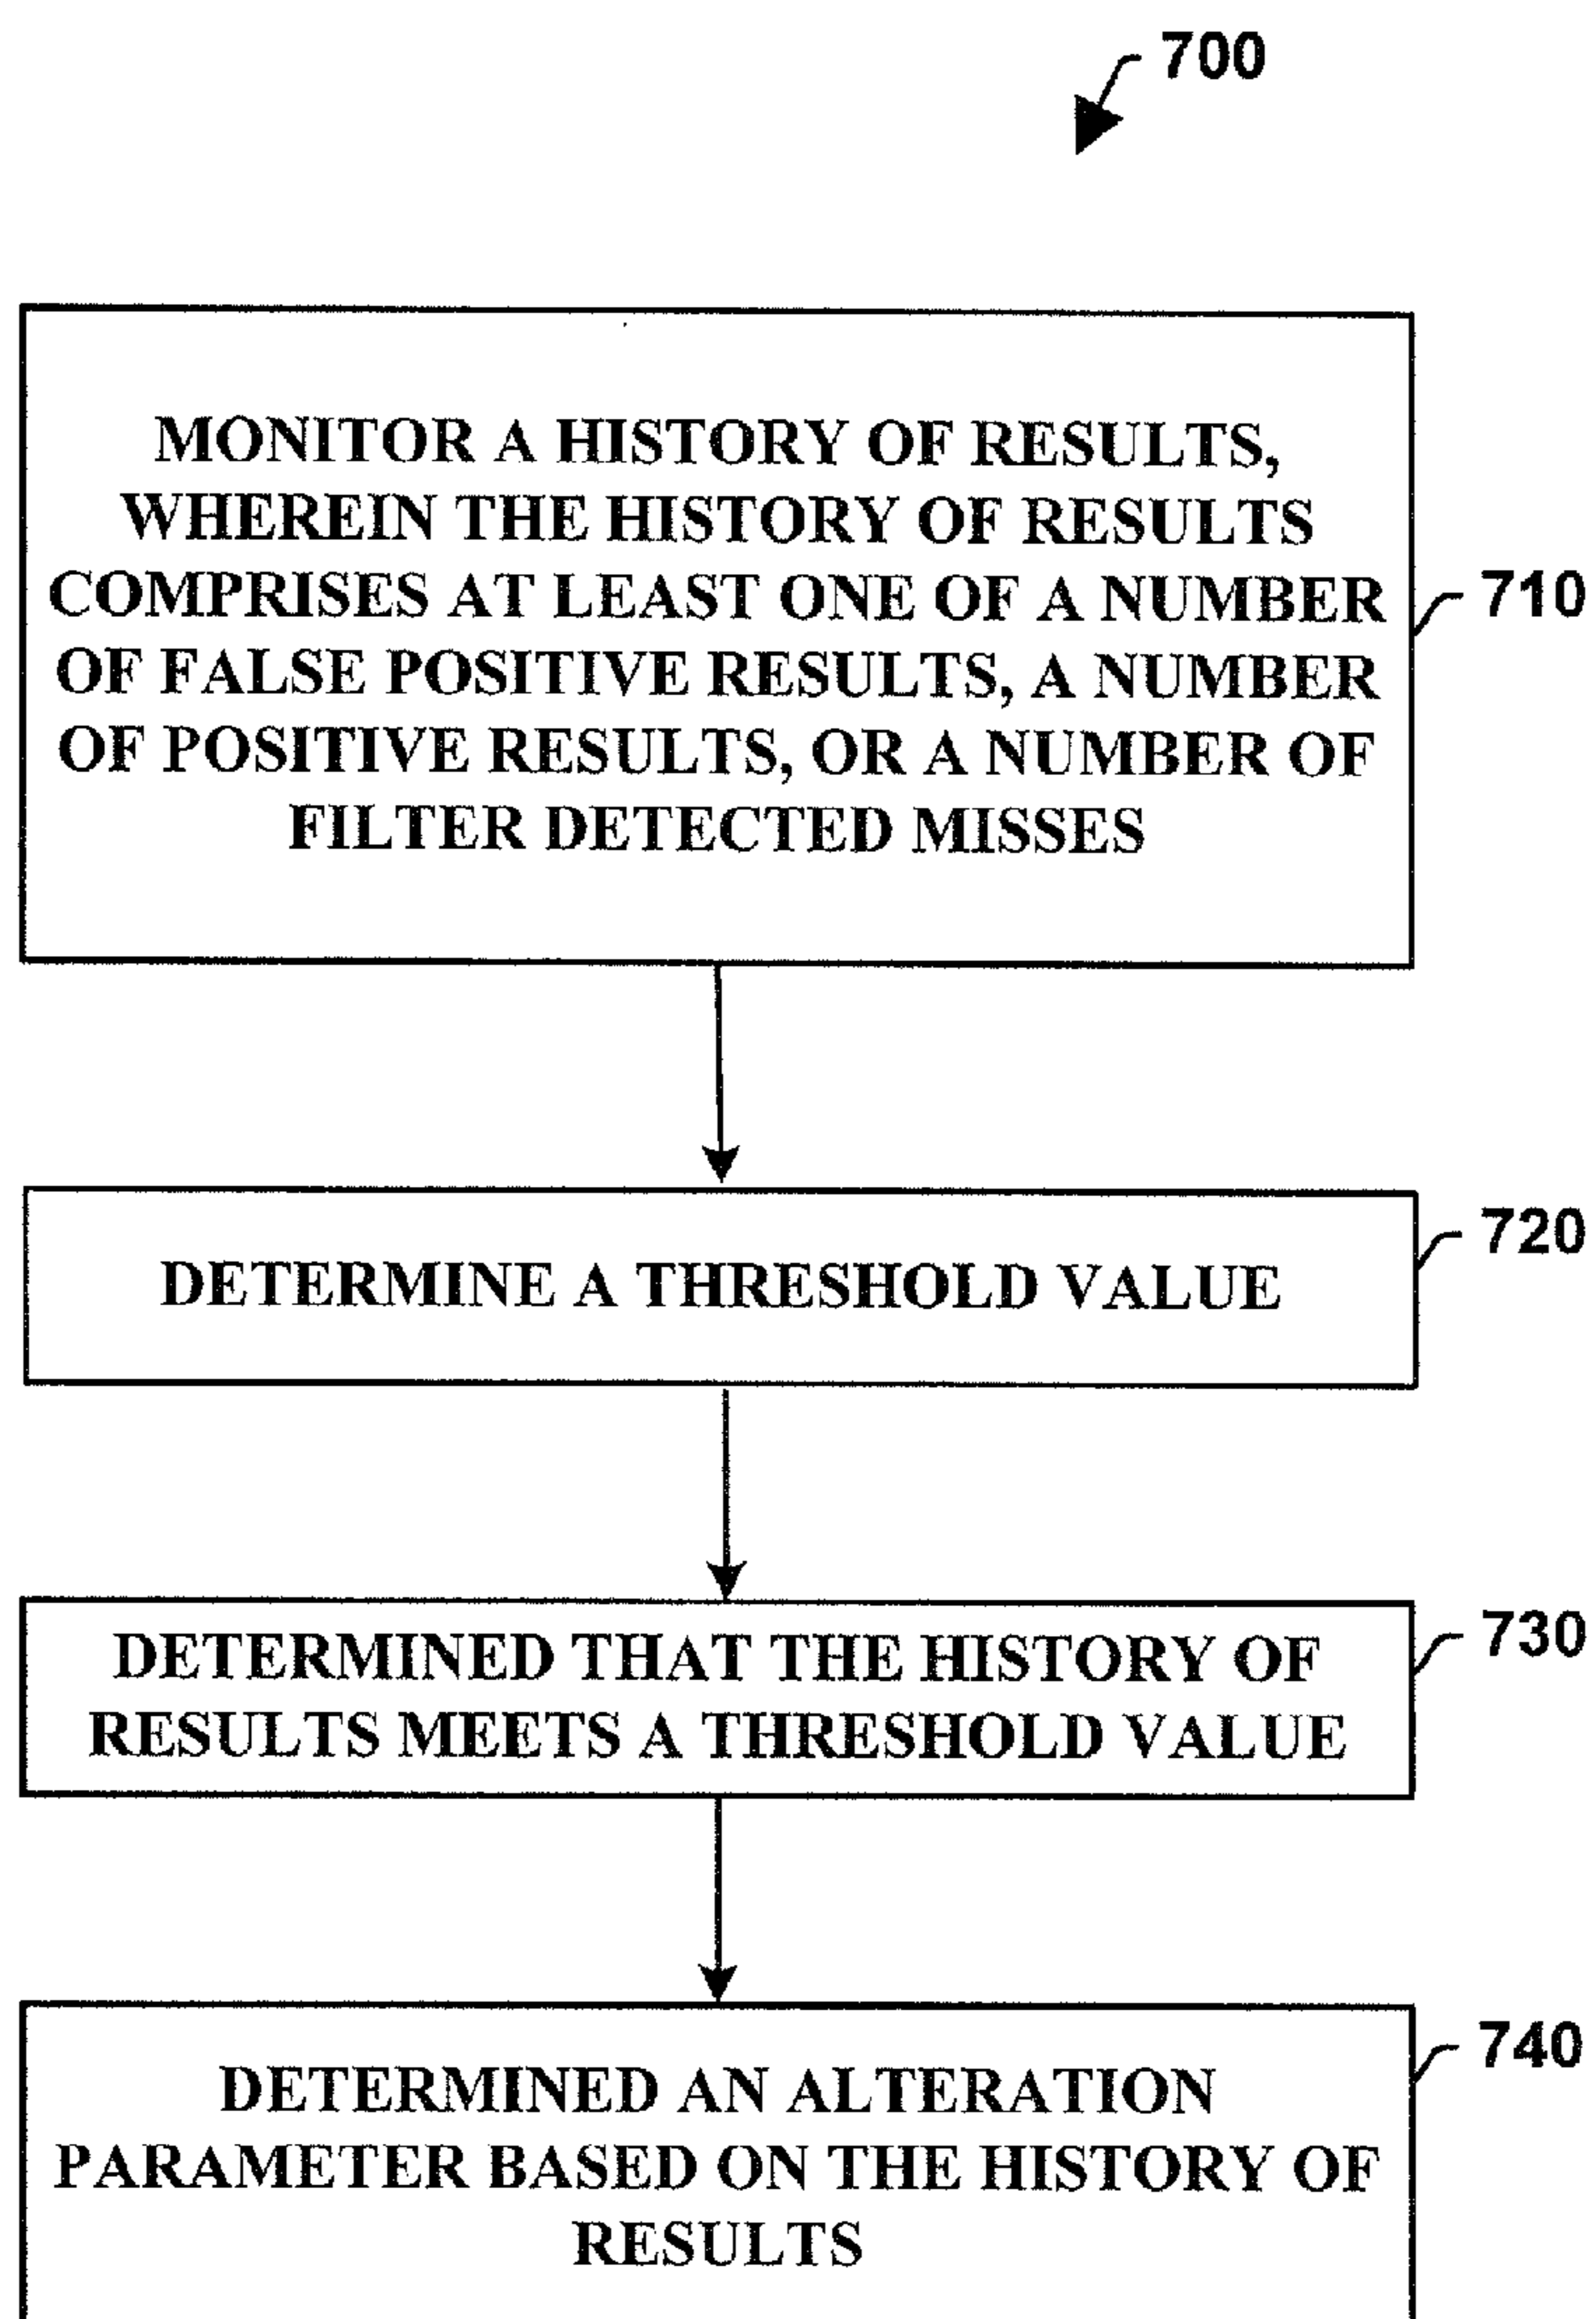 700
MONITOR A HISTORY OF RESULTS,
WHEREIN THE HISTORY OF RESULTS
COMPRISES AT LEAST ONE OF A NUMBER
OF FALSE POSITIVE RESULTS, A NUMBER
OF POSITIVE RESULTS, OR A NUMBER OF
FILTER DETECTED MISSES
710
DETERMINE A THRESHOLD VALUE
720
DETERMINED THAT THE HISTORY OF
RESULTS MEETS A THRESHOLD VALUE
730
DETERMINED AN ALTERATION
PARAMETER BASED ON THE HISTORY OF
RESULTS
740